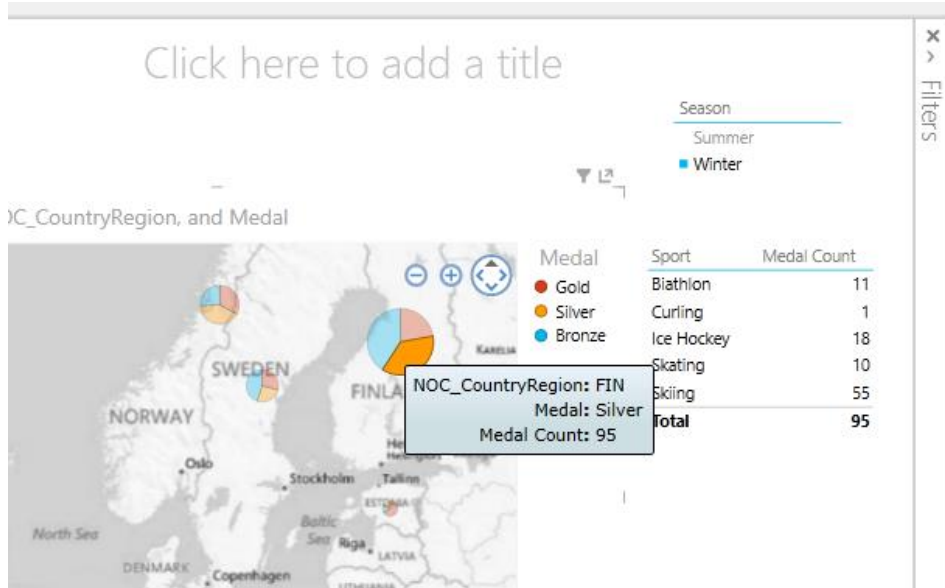 Click here to add a title
Filters
Season
Summer
Winter
OC_CountryRegion, and Medal
Medal
Gold
Silver
Bronze
Sport Medal Count
Biathlon 11
Curling 1
Ice Hockey 18
Skating 10
Skiing 55
Total 95
NOC_CountryRegion: FIN
Medal: Silver
Medal Count: 95
SWEDEN
FINLA
KARELIA
NORWAY
Oslo
Stockholm
Tallinn
ESTONIA
Baltic
Sea
Riga
LATVIA
North Sea
DENMARK
Copenhagen
LITHUANIA